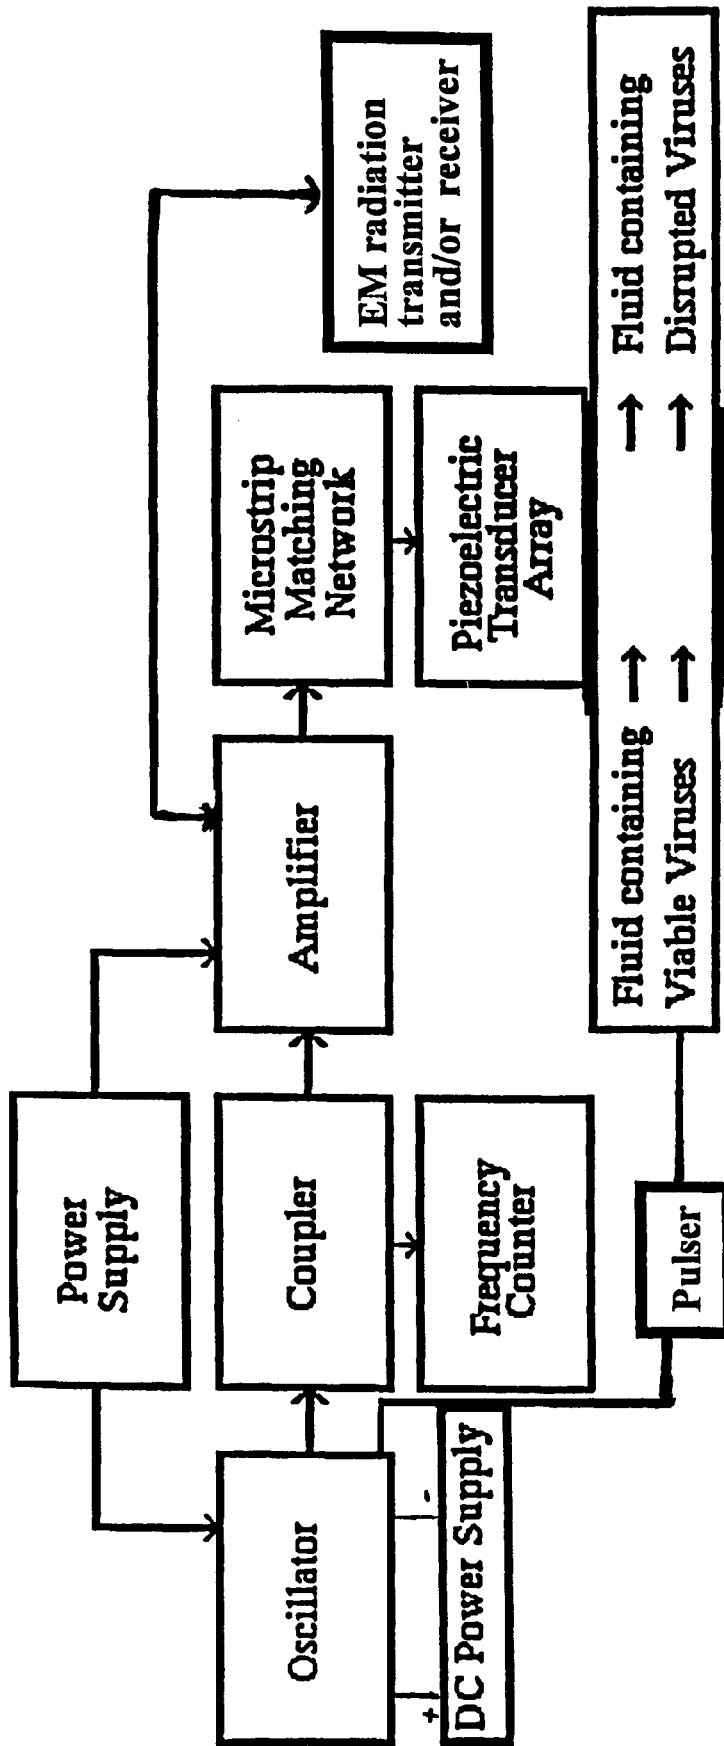 Power
Supply
Oscillator
Coupler
Amplifier
Microstrip
Matching
Network
EM radiation
transmitter
and/or receiver
+
-
DC Power Supply
Frequency
Counter
Piezoelectric
Transducer
Array
Pulser
Fluid containing
Viable Viruses
Fluid containing
Disrupted Viruses